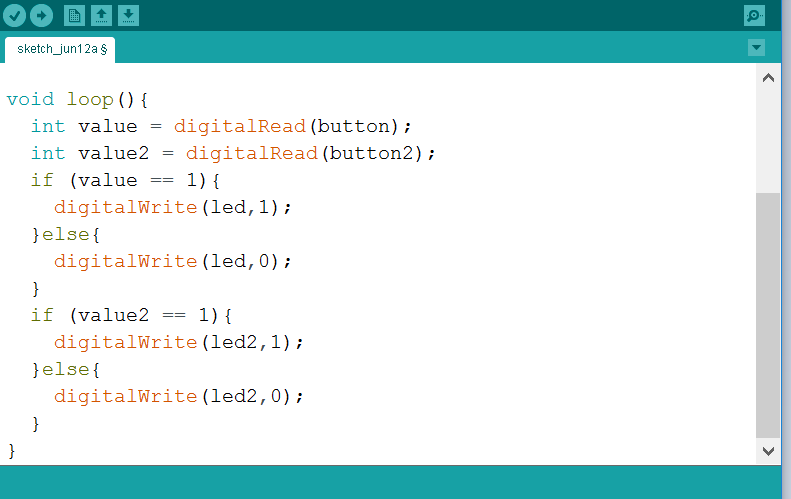 sketch_jun12a §
void loop(){
  int value = digitalRead(button);
  int value2 = digitalRead(button2);
  if (value == 1){
    digitalWrite(led,1);
  }else{
    digitalWrite(led,0);
  }
  if (value2 == 1){
    digitalWrite(led2,1);
  }else{
    digitalWrite(led2,0);
  }
}